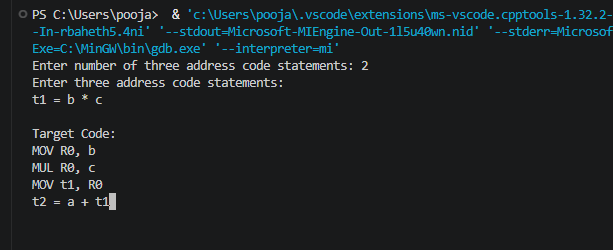 PS C:\Users\pooja>  & 'c:\Users\pooja\.vscode\extensions\ms-vscode.cpptools-1.32.2-
-In-rbaheth5.4ni' '--stdout=Microsoft-MIEngine-Out-1l5u40wn.nid' '--stderr=Microsof
Exe=C:\MinGW\bin\gdb.exe' '--interpreter=mi'
Enter number of three address code statements: 2
Enter three address code statements:
t1 = b * c

Target Code:
MOV R0, b
MUL R0, c
MOV t1, R0
t2 = a + t1